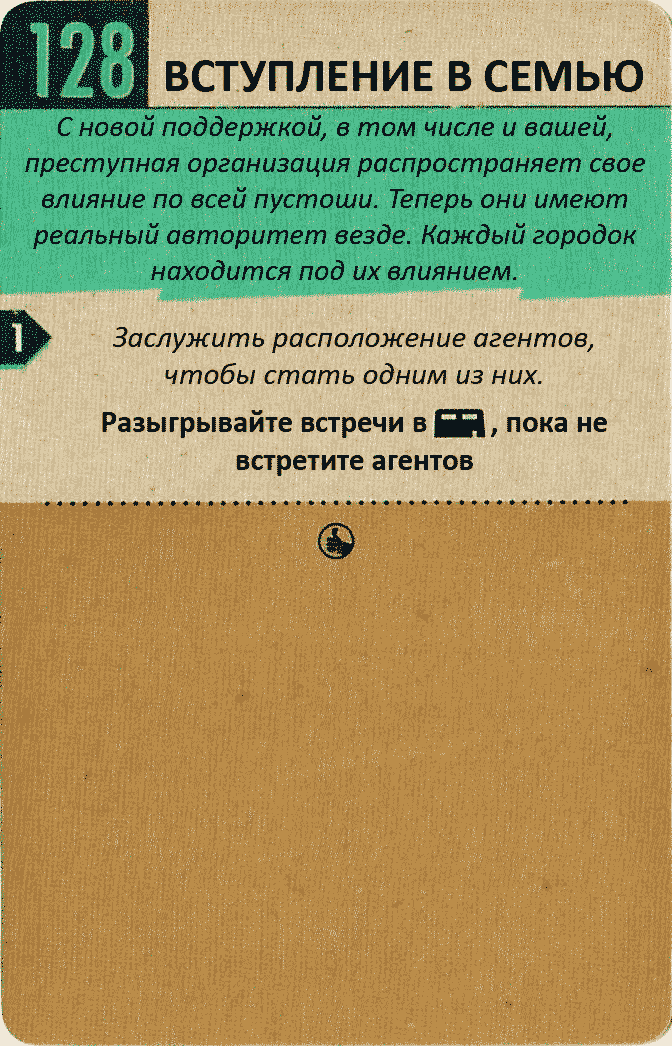 128
ВСТУПЛЕНИЕ В СЕМЬЮ
С новой поддержкой, в том числе и вашей,
преступная организация распространяет свое
влияние по всей пустоши. Теперь они имеют
реальный авторитет везде. Каждый городок
находится под их влиянием.
1
Заслужить расположение агентов,
чтобы стать одним из них.
Разыгрывайте встречи в , пока не
встретите агентов